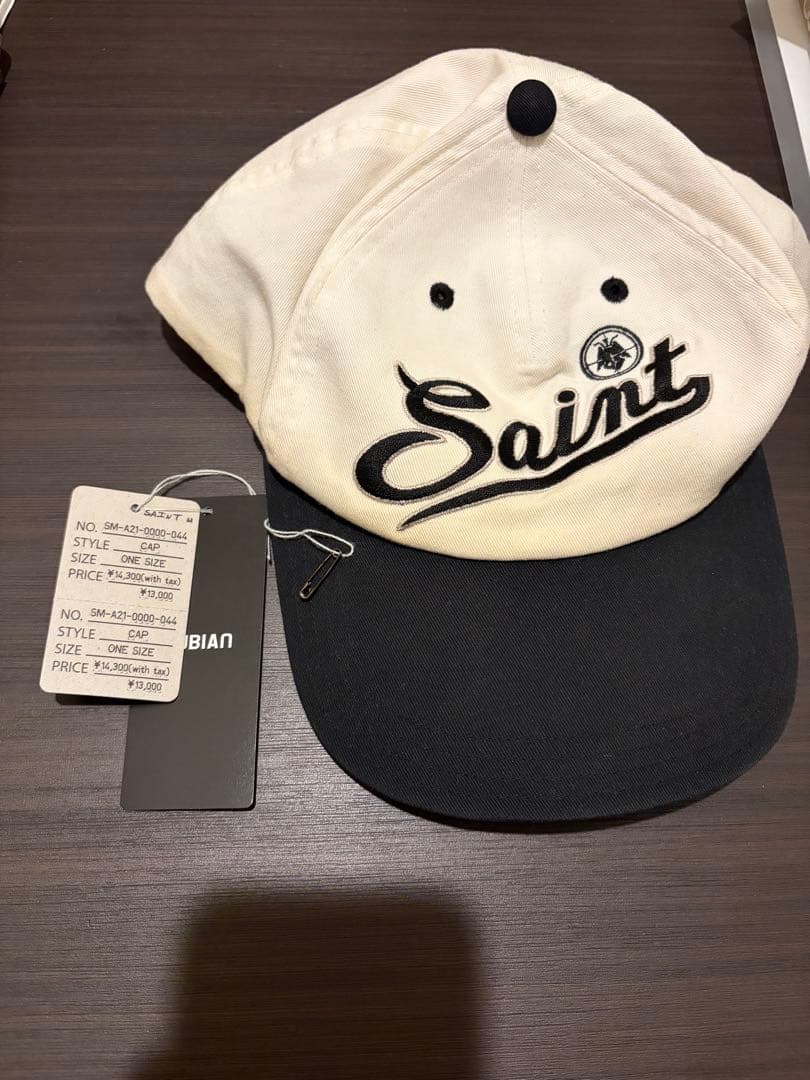 Saint
SAINT M
NO. SM-A21-0000-044
STYLE CAP
SIZE ONE SIZE
PRICE ¥14,300(with tax)
¥13,000
NO. SM-A21-0000-044
STYLE CAP
SIZE ONE SIZE
PRICE ¥14,300(with tax)
¥13,000
UBIAN